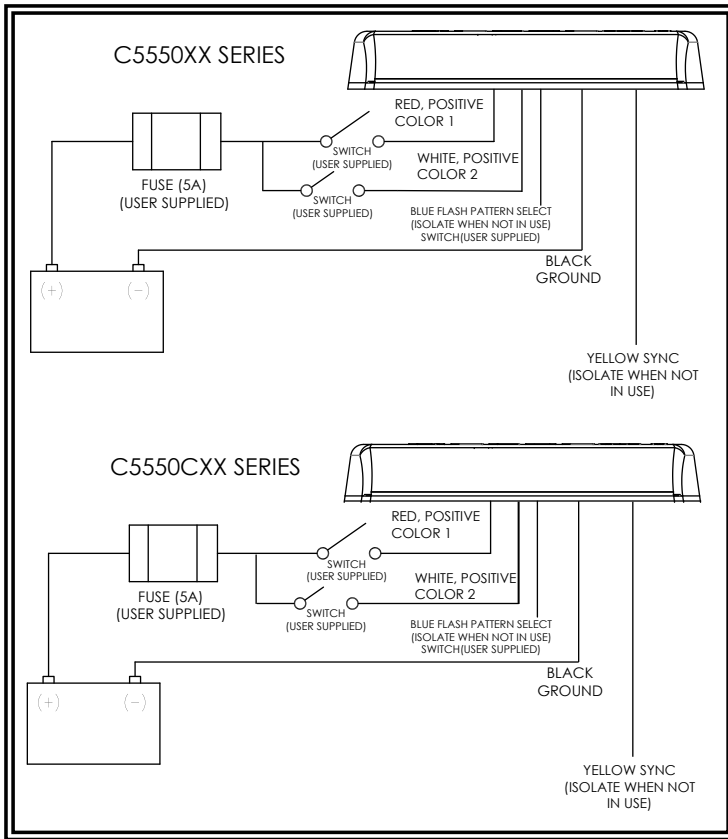 C5550XX SERIES
RED, POSITIVE
COLOR 1
SWITCH
(USER SUPPLIED)
WHITE, POSITIVE
COLOR 2
FUSE (5A)
(USER SUPPLIED)
SWITCH
(USER SUPPLIED)
BLUE FLASH PATTERN SELECT
(ISOLATE WHEN NOT IN USE)
SWITCH(USER SUPPLIED)
BLACK
GROUND
(+)
(-)
YELLOW SYNC
(ISOLATE WHEN NOT
IN USE)
C5550CXX SERIES
RED, POSITIVE
COLOR 1
SWITCH
(USER SUPPLIED)
WHITE, POSITIVE
COLOR 2
FUSE (5A)
(USER SUPPLIED)
SWITCH
(USER SUPPLIED)
BLUE FLASH PATTERN SELECT
(ISOLATE WHEN NOT IN USE)
SWITCH(USER SUPPLIED)
BLACK
GROUND
(+)
(-)
YELLOW SYNC
(ISOLATE WHEN NOT
IN USE)